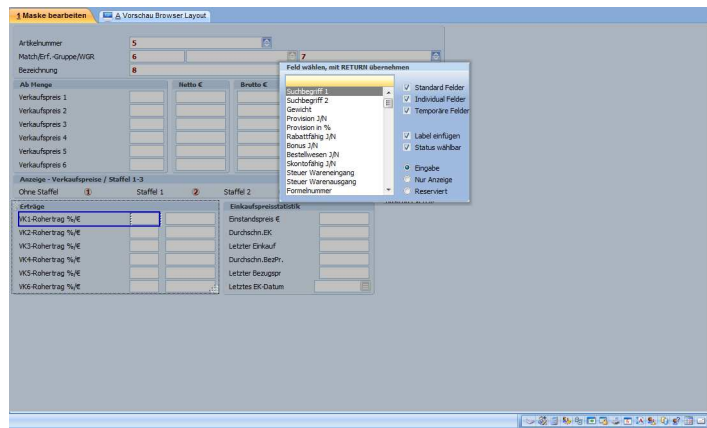 1 Maske bearbeiten
A Vorschau Browser Layout
Artikelnummer 5
Match/Erf.-Gruppe/WGR 6 7
Bezeichnung 8
Ab Menge Netto € Brotto €
Verkaufspreis 1
Verkaufspreis 2
Verkaufspreis 3
Verkaufspreis 4
Verkaufspreis 5
Verkaufspreis 6
Anzeige - Verkaufspreise / Staffel 1-3
Ohne Staffel 1 Staffel 1 2 Staffel 2
Erträge
VK1-Rohertrag %/€
VK2-Rohertrag %/€
VK3-Rohertrag %/€
VK4-Rohertrag %/€
VK5-Rohertrag %/€
VK6-Rohertrag %/€
Einkaufspreisstatistik
Einstandspreis €
Durchschn.EK
Letzter Einkauf
Durchschn.BezPr.
Letzter Bezugspr
Letztes EK-Datum
Feld wählen, mit RETURN übernehmen
Suchbegriff 1
Suchbegriff 2
Gewicht
Provision J/N
Provision in %
Rabattfähig J/N
Bonus J/N
Bestellwesen J/N
Skontofähig J/N
Steuer Wareneingang
Steuer Warenausgang
Formelnummer
Standard Felder
Individual Felder
Temporäre Felder
Label einfügen
Status wählbar
Eingabe
Nur Anzeige
Reserviert